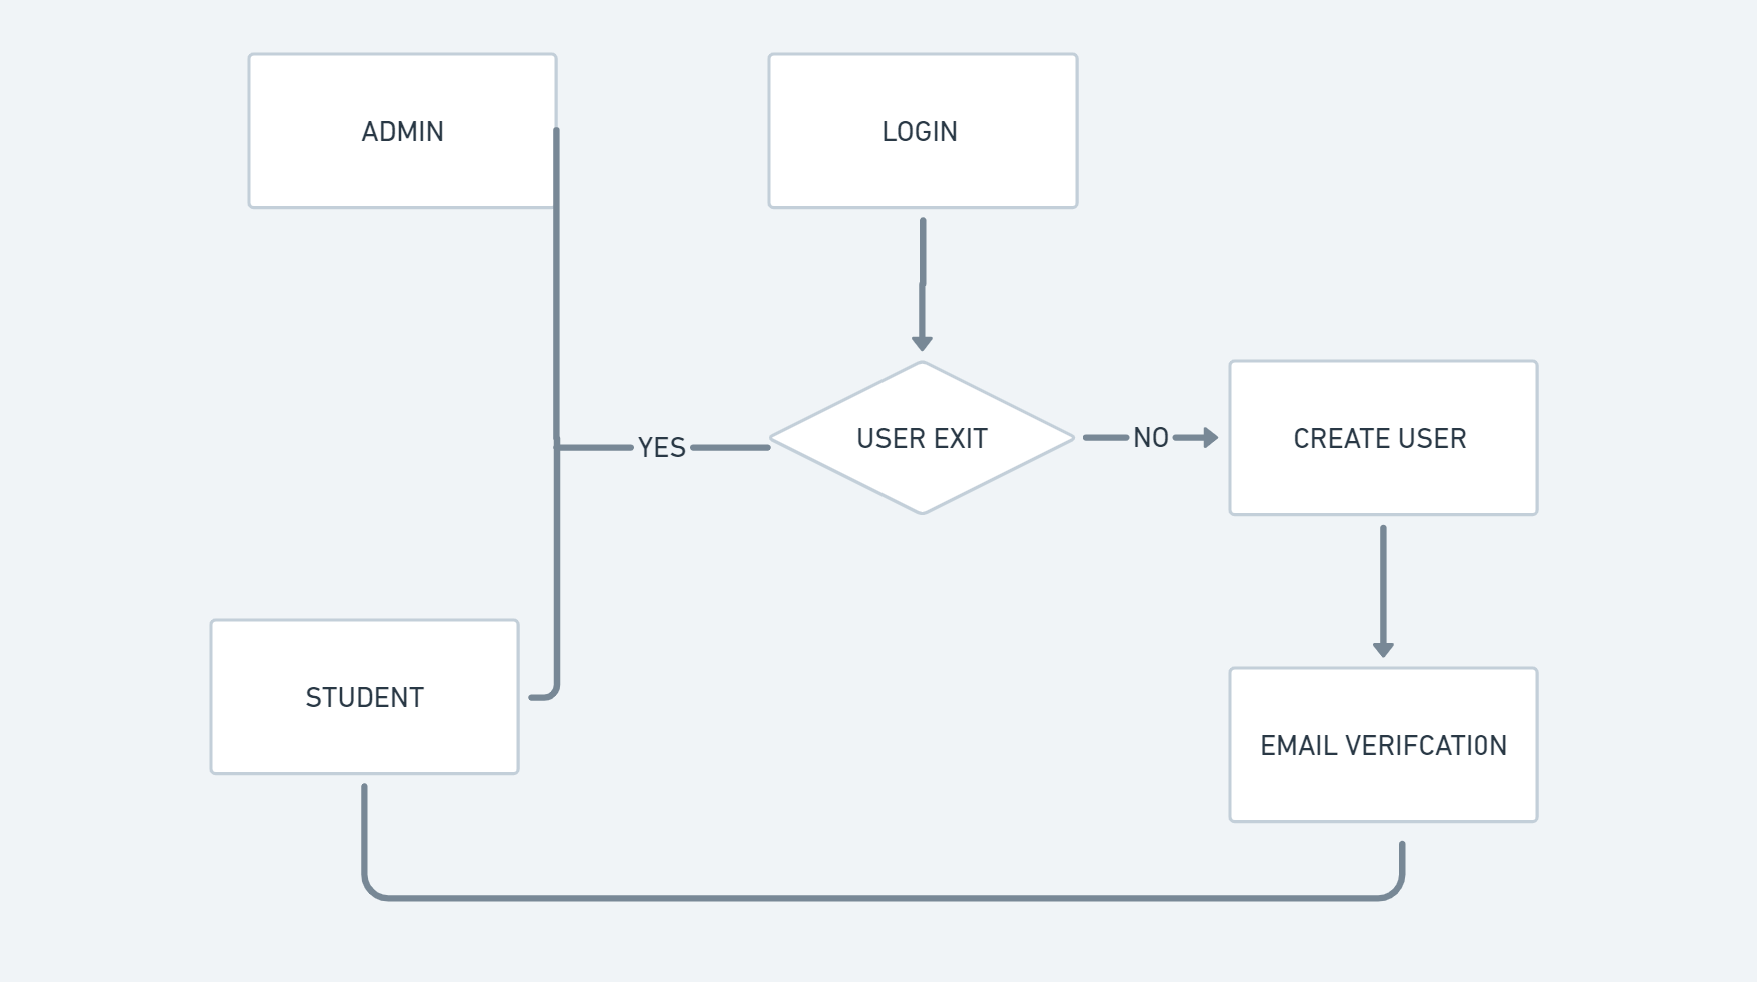 ADMIN
LOGIN
YES
USER EXIT
NO
CREATE USER
STUDENT
EMAIL VERIFCATI0N